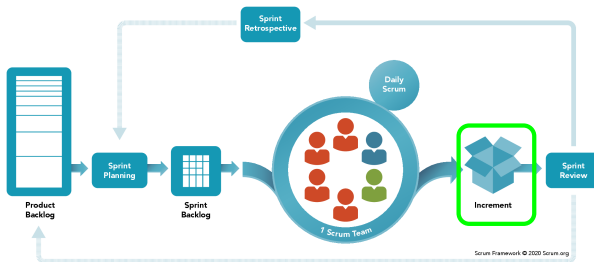 Sprint
Retrospective
Daily
Scrum
Sprint
Planning
Sprint
Review
Product
Backlog
Sprint
Backlog
1 Scrum Team
Increment
Scrum Framework © 2020 Scrum.org